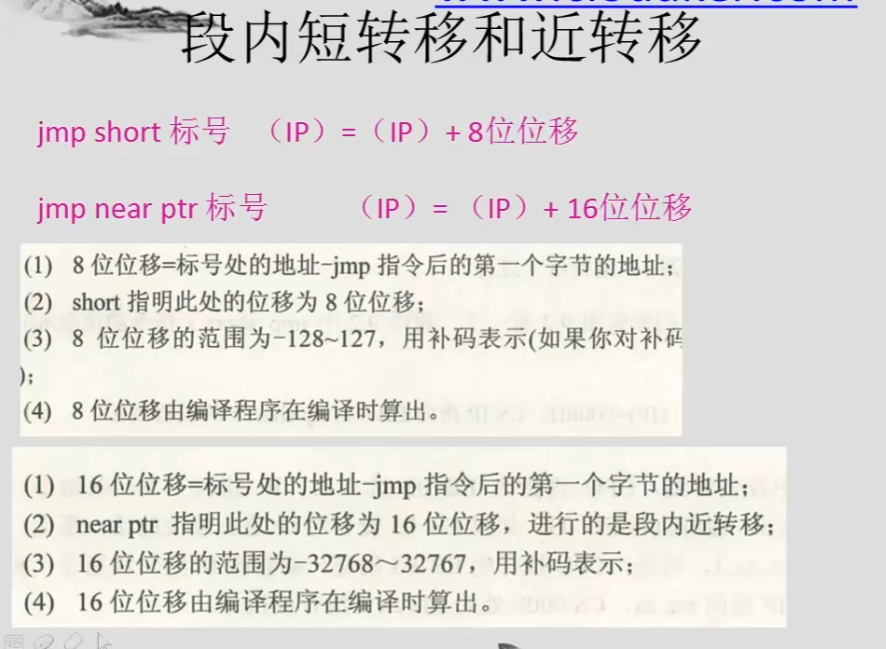 段内短转移和近转移
jmp short 标号 （IP）=（IP）+ 8位位移
jmp near ptr 标号 （IP）= （IP）+ 16位位移
(1) 8 位位移=标号处的地址-jmp 指令后的第一个字节的地址;
(2) short 指明此处的位移为 8 位位移;
(3) 8 位位移的范围为-128~127，用补码表示(如果你对补码
);
(4) 8 位位移由编译程序在编译时算出。
(1) 16 位位移=标号处的地址-jmp 指令后的第一个字节的地址;
(2) near ptr 指明此处的位移为 16 位位移，进行的是段内近转移;
(3) 16 位位移的范围为-32768~32767，用补码表示;
(4) 16 位位移由编译程序在编译时算出。